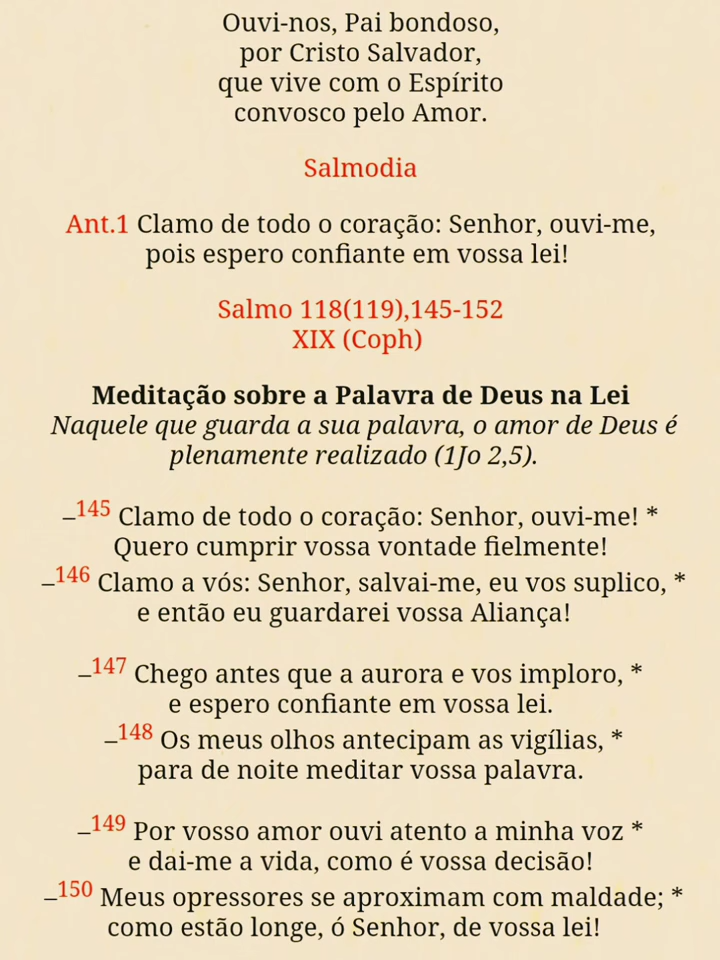 Ouvi-nos, Pai bondoso,
por Cristo Salvador,
que vive com o Espírito
convosco pelo Amor.
Salmodia
Ant.1 Clamo de todo o coração: Senhor, ouvi-me,
pois espero confiante em vossa lei!
Salmo 118(119),145-152
XIX (Coph)
Meditação sobre a Palavra de Deus na Lei
Naquele que guarda a sua palavra, o amor de Deus é
plenamente realizado (1Jo 2,5).
–145 Clamo de todo o coração: Senhor, ouvi-me! *
Quero cumprir vossa vontade fielmente!
–146 Clamo a vós: Senhor, salvai-me, eu vos suplico, *
e então eu guardarei vossa Aliança!
–147 Chego antes que a aurora e vos imploro, *
e espero confiante em vossa lei.
–148 Os meus olhos antecipam as vigílias, *
para de noite meditar vossa palavra.
–149 Por vosso amor ouvi atento a minha voz *
e dai-me a vida, como é vossa decisão!
–150 Meus opressores se aproximam com maldade; *
como estão longe, ó Senhor, de vossa lei!